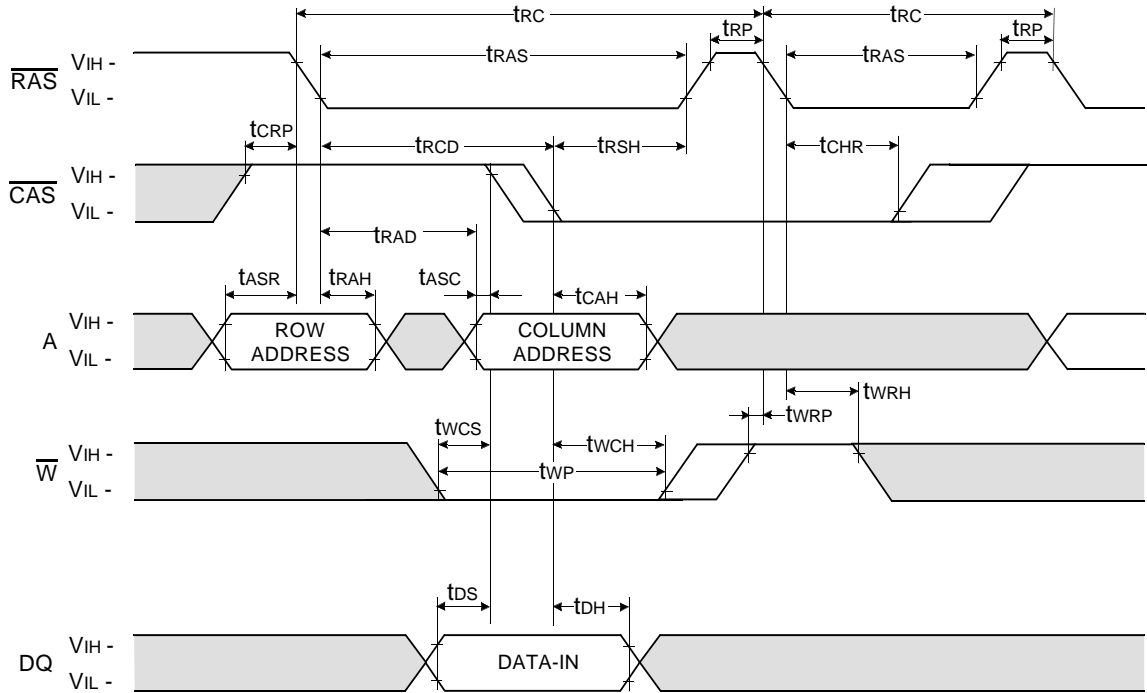 tRC
tRC
tRP
tRP
RAS
VIH -
VIL -
tRAS
tRAS
tCRP
tRCD
tRSH
tCHR
CAS
VIH -
VIL -
tRAD
tASR
tRAH
tASC
tCAH
A
VIH -
VIL -
ROW
ADDRESS
COLUMN
ADDRESS
tWRH
tWRP
tWCS
tWCH
W
VIH -
VIL -
tWP
tDS
tDH
DQ
VIH -
VIL -
DATA-IN